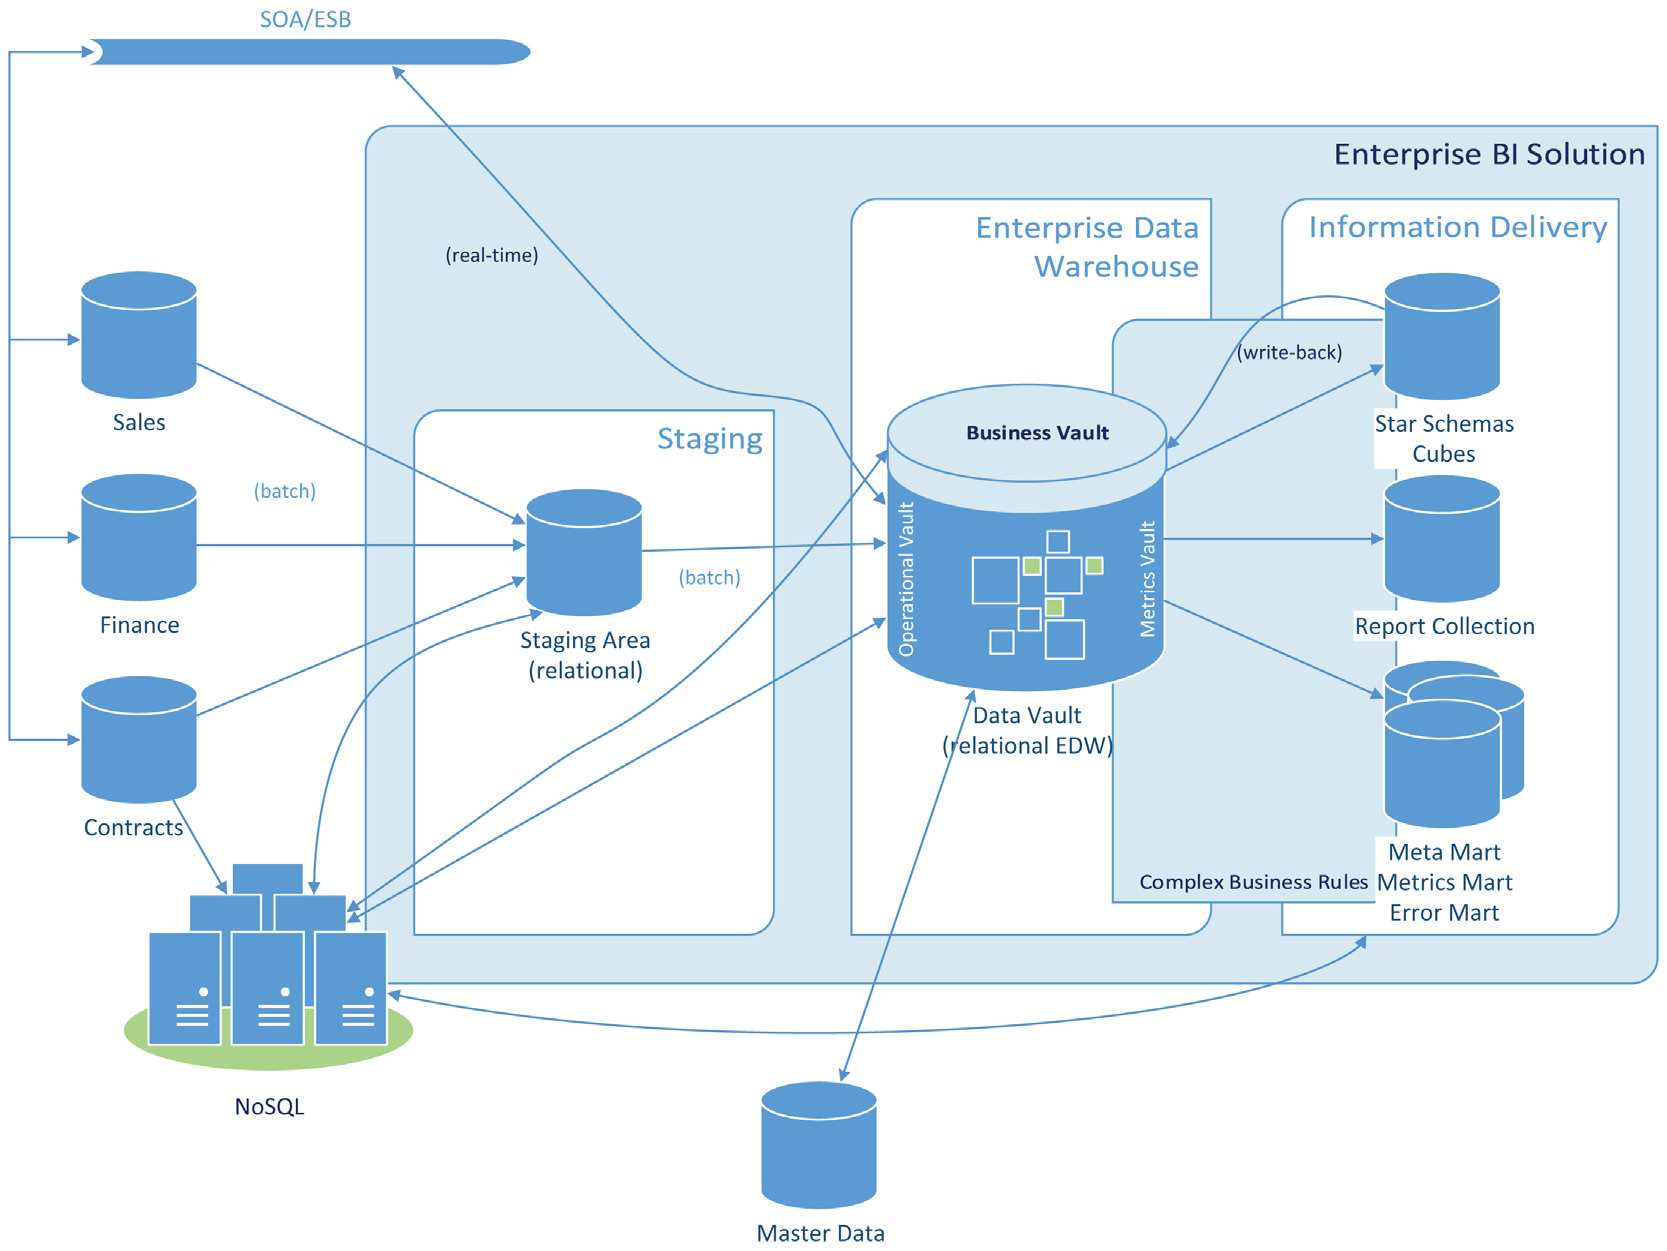 SOA/ESB
Enterprise BI Solution
Enterprise Data
Warehouse
Information Delivery
(real-time)
(write-back)
Sales
Staging
Business Vault
Star Schemas
Cubes
(batch)
Operational Vault
Metrics Vault
(batch)
Finance
Staging Area
(relational)
Report Collection
Data Vault
(relational EDW)
Contracts
Complex Business Rules
Meta Mart
Metrics Mart
Error Mart
NoSQL
Master Data